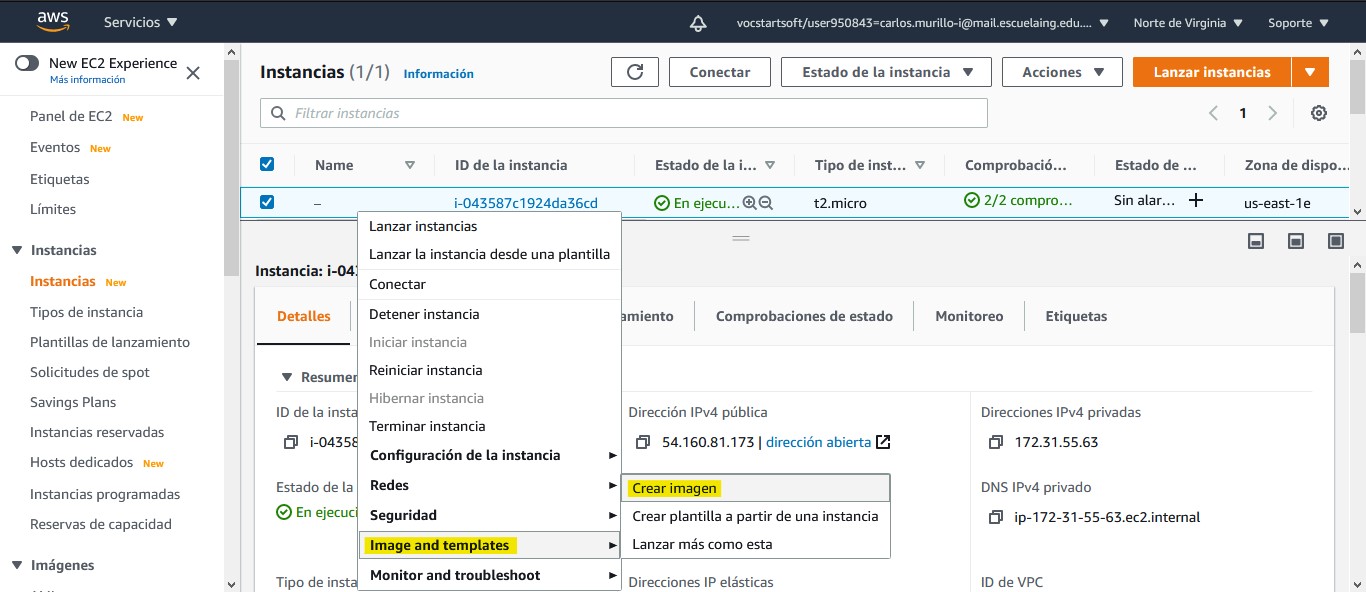 aws
Servicios
vocstartsoft/user950843=carlos.murillo-i@mail.escuelaing.edu....
Norte de Virginia
Soporte
New EC2 Experience
Más información
Panel de EC2 New
Eventos New
Etiquetas
Límites
Instancias
Instancias New
Tipos de instancia
Plantillas de lanzamiento
Solicitudes de spot
Savings Plans
Instancias reservadas
Hosts dedicados New
Instancias programadas
Reservas de capacidad
Imágenes
Instancias (1/1) Información
Conectar
Estado de la instancia
Acciones
Lanzar instancias
Filtrar instancias
1
Name
ID de la instancia
Estado de la i...
Tipo de inst...
Comprobació...
Estado de ...
Zona de dispo...
–
i-043587c1924da36cd
En ejecu...
t2.micro
2/2 compro...
Sin alar...
us-east-1e
Lanzar instancias
Lanzar la instancia desde una plantilla
Conectar
Detener instancia
Iniciar instancia
Reiniciar instancia
Hibernar instancia
Terminar instancia
Configuración de la instancia
Redes
Seguridad
Image and templates
Monitor and troubleshoot
Crear imagen
Crear plantilla a partir de una instancia
Lanzar más como esta
Instancia: i-043
Detalles
amiento
Comprobaciones de estado
Monitoreo
Etiquetas
Resumen
ID de la insta
i-04358
Dirección IPv4 pública
54.160.81.173 | dirección abierta
Direcciones IPv4 privadas
172.31.55.63
Estado de la
En ejecuci
DNS IPv4 privado
ip-172-31-55-63.ec2.internal
Tipo de insta
Direcciones IP elásticas
ID de VPC